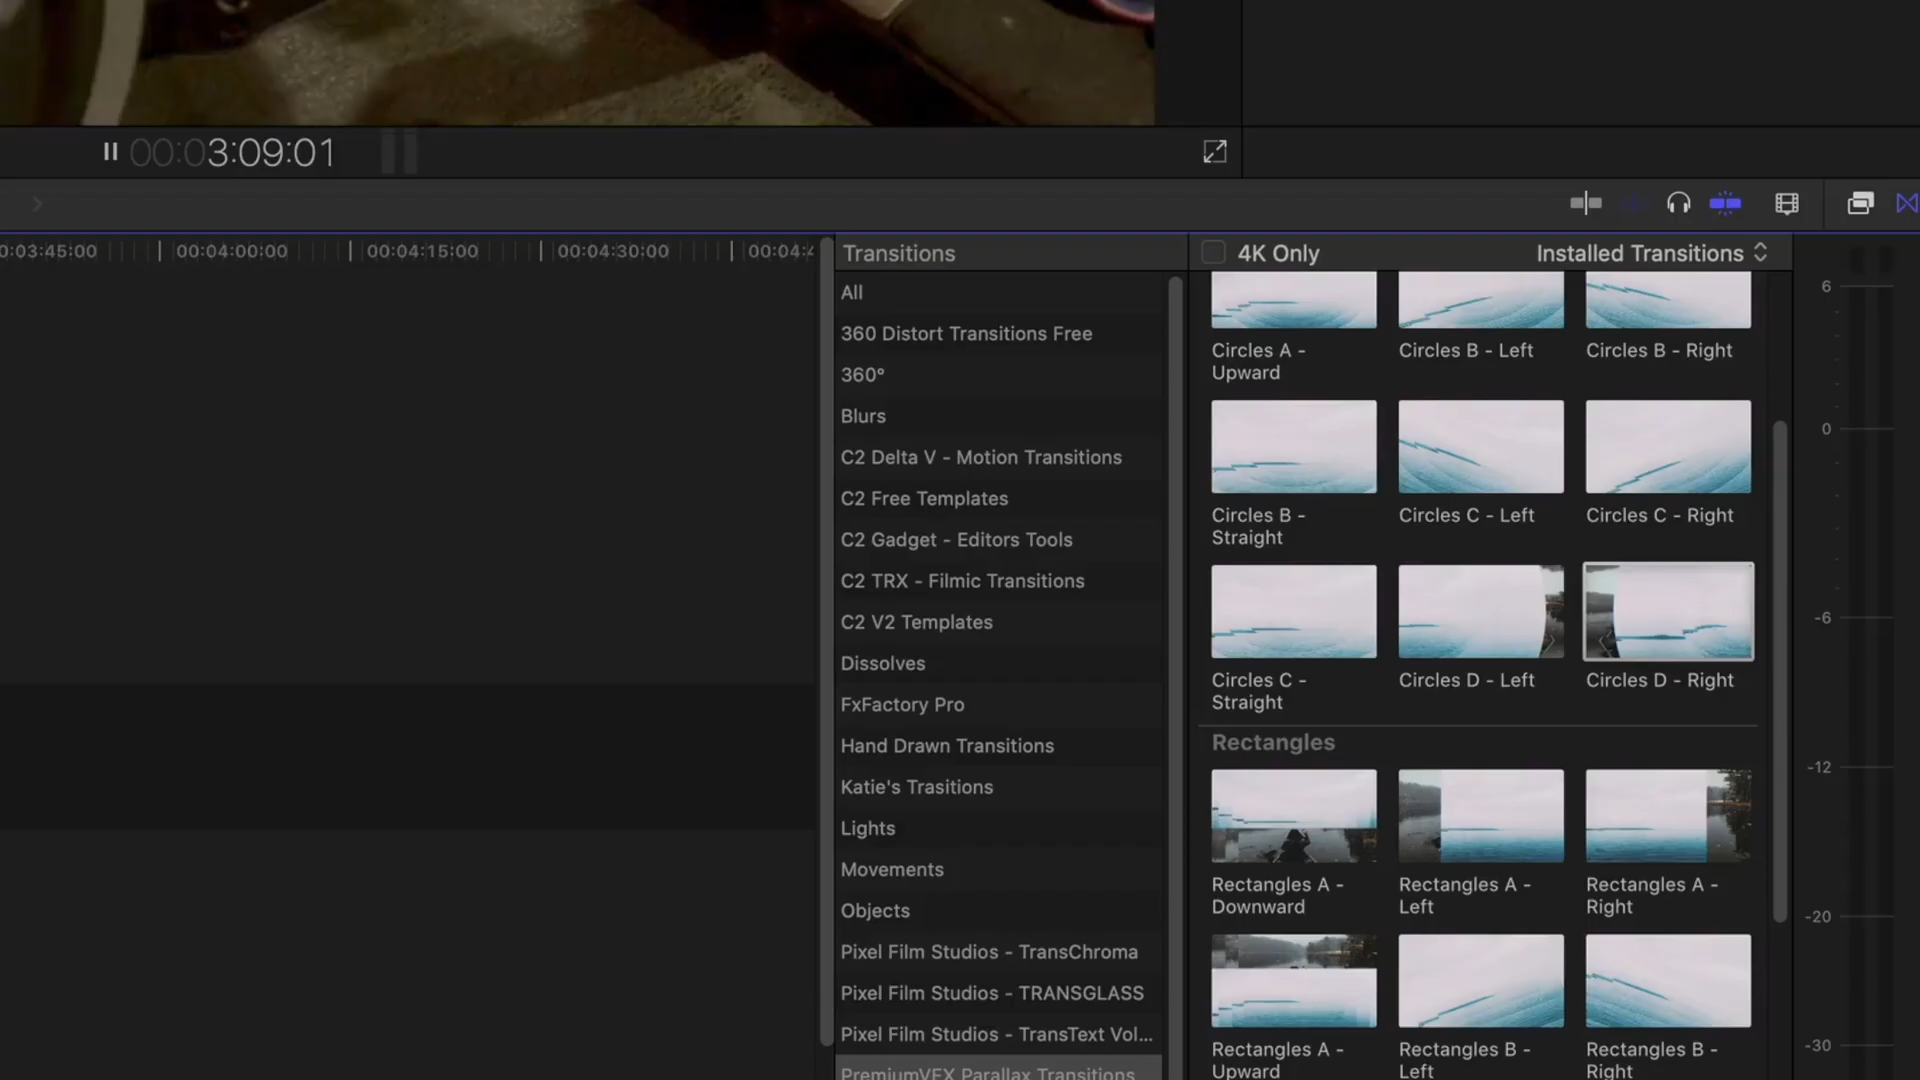 00:03:09:01
0:03:45:00
00:04:00:00
00:04:15:00
00:04:30:00
00:04:4
Transitions
4K Only
Installed Transitions
All
360 Distort Transitions Free
360°
Blurs
C2 Delta V - Motion Transitions
C2 Free Templates
C2 Gadget - Editors Tools
C2 TRX - Filmic Transitions
C2 V2 Templates
Dissolves
FxFactory Pro
Hand Drawn Transitions
Katie's Trasitions
Lights
Movements
Objects
Pixel Film Studios - TransChroma
Pixel Film Studios - TRANSGLASS
Pixel Film Studios - TransText Vol...
PremiumVFX Parallax Transitions
Circles A -
Upward
Circles B - Left
Circles B - Right
Circles B -
Straight
Circles C - Left
Circles C - Right
Circles C -
Straight
Circles D - Left
Circles D - Right
Rectangles
Rectangles A -
Downward
Rectangles A -
Left
Rectangles A -
Right
Rectangles A -
Upward
Rectangles B -
Left
Rectangles B -
Right
6
0
-6
-12
-20
-30